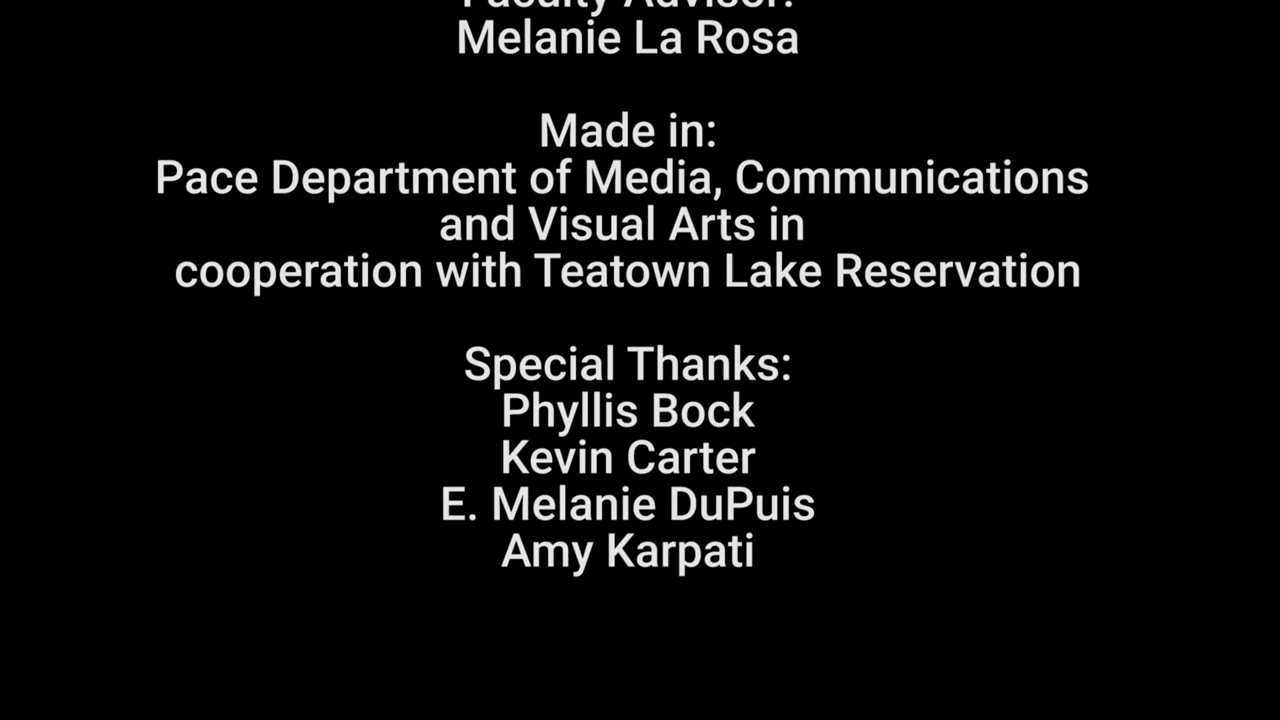 Faculty Advisor:
Melanie La Rosa
Made in:
Pace Department of Media, Communications
and Visual Arts in
cooperation with Teatown Lake Reservation
Special Thanks:
Phyllis Bock
Kevin Carter
E. Melanie DuPuis
Amy Karpati